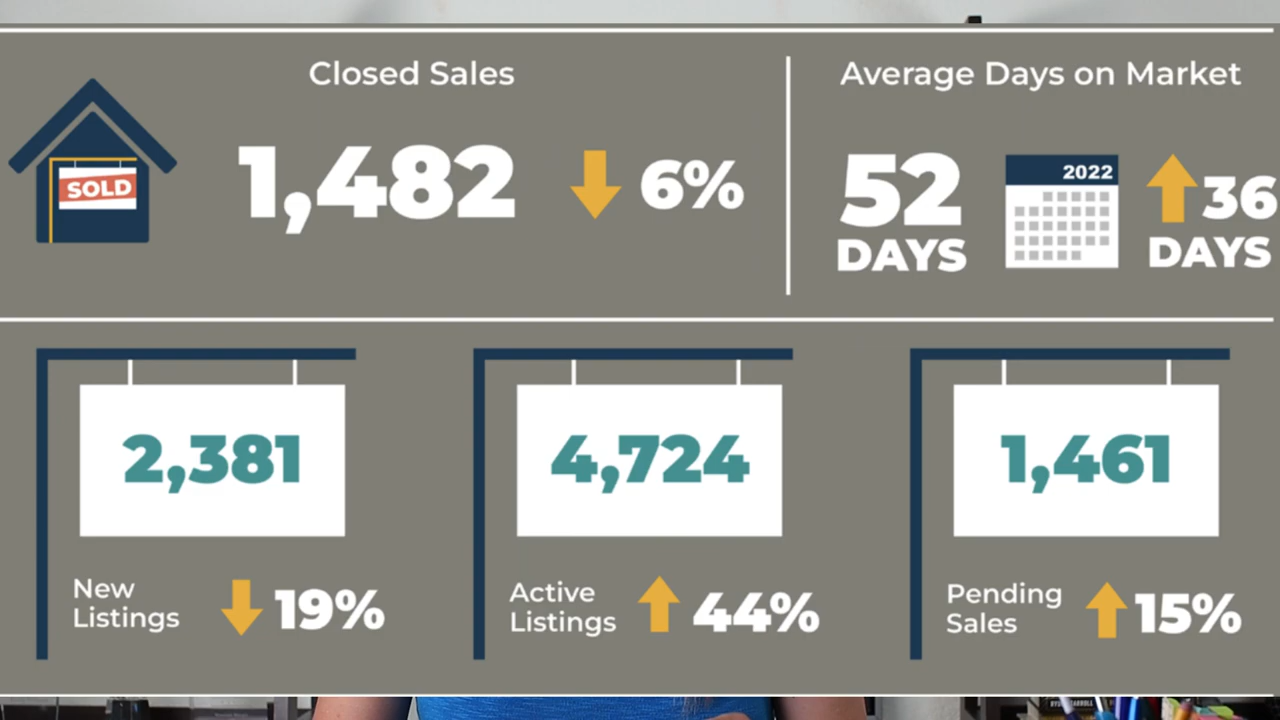 Closed Sales
SOLD
1,482
6%
Average Days on Market
52
DAYS
2022
36
DAYS
2,381
New
Listings
19%
4,724
Active
Listings
44%
1,461
Pending
Sales
15%